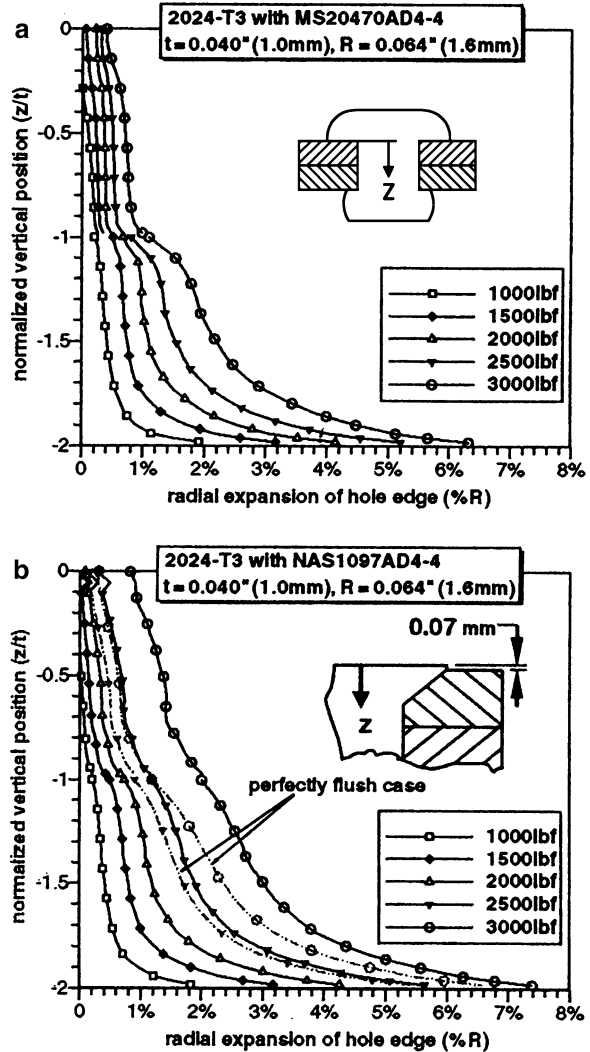 a
2024-T3 with MS20470AD4-4
t = 0.040" (1.0mm), R = 0.064" (1.6mm)
normalized vertical position (z/t)
0
-0.5
-1
-1.5
-2
Z
1000lbf
1500lbf
2000lbf
2500lbf
3000lbf
0 1% 2% 3% 4% 5% 6% 7% 8%
radial expansion of hole edge (%R)
b
2024-T3 with NAS1097AD4-4
t = 0.040" (1.0mm), R = 0.064" (1.6mm)
normalized vertical position (z/t)
0
-0.5
-1
-1.5
-2
0.07 mm
z
perfectly flush case
1000lbf
1500lbf
2000lbf
2500lbf
3000lbf
0 1% 2% 3% 4% 5% 6% 7% 8%
radial expansion of hole edge (%R)